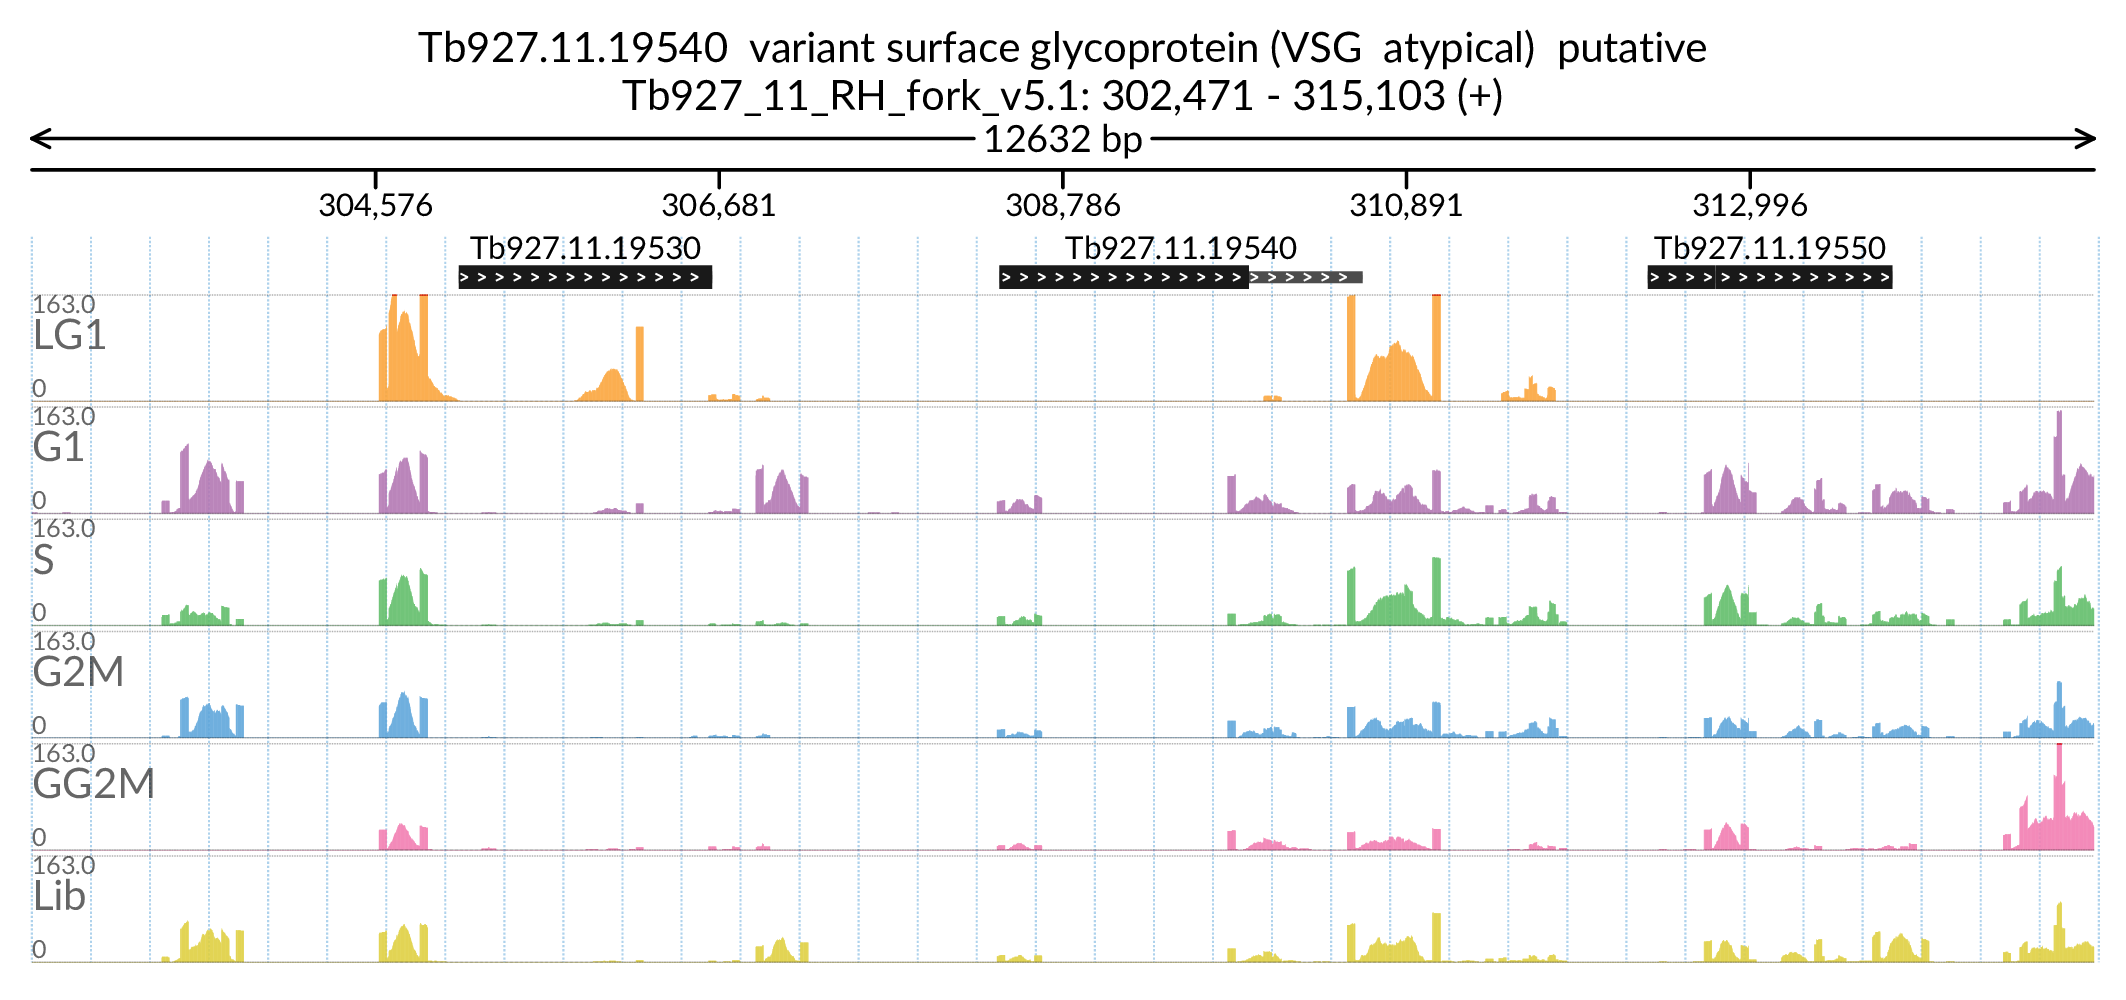 Tb927.11.19540 variant surface glycoprotein (VSG atypical) putative
Tb927_11_RH_fork_v5.1: 302,471 - 315,103 (+)
12632 bp
304,576 306,681 308,786 310,891 312,996
Tb927.11.19530 Tb927.11.19540 Tb927.11.19550
163.0
LG1
0
163.0
G1
0
163.0
S
0
163.0
G2M
0
163.0
GG2M
0
163.0
Lib
0